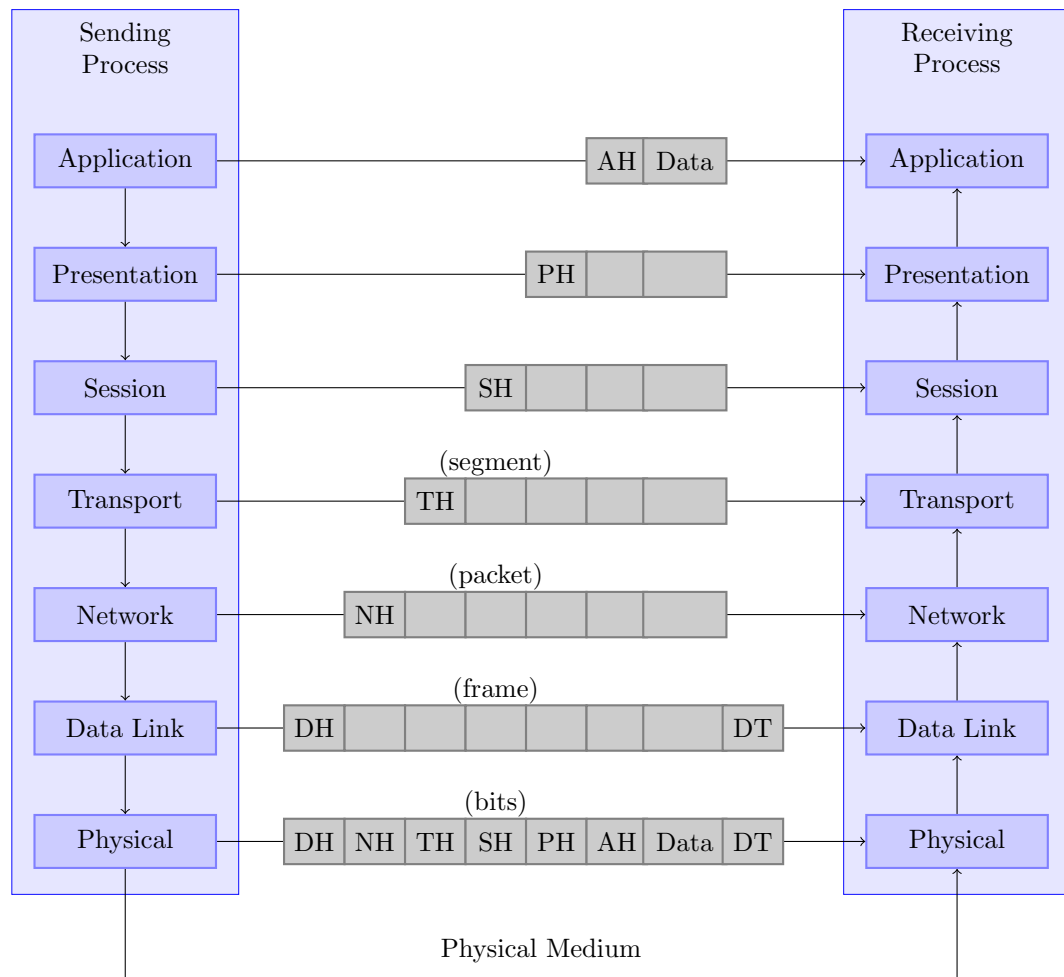 Sending
Process
Receiving
Process
Application AH Data Application
Presentation PH Presentation
Session SH Session
(segment)
Transport TH Transport
(packet)
Network NH Network
(frame)
Data Link DH DT Data Link
(bits)
Physical DH NH TH SH PH AH Data DT Physical
Physical Medium